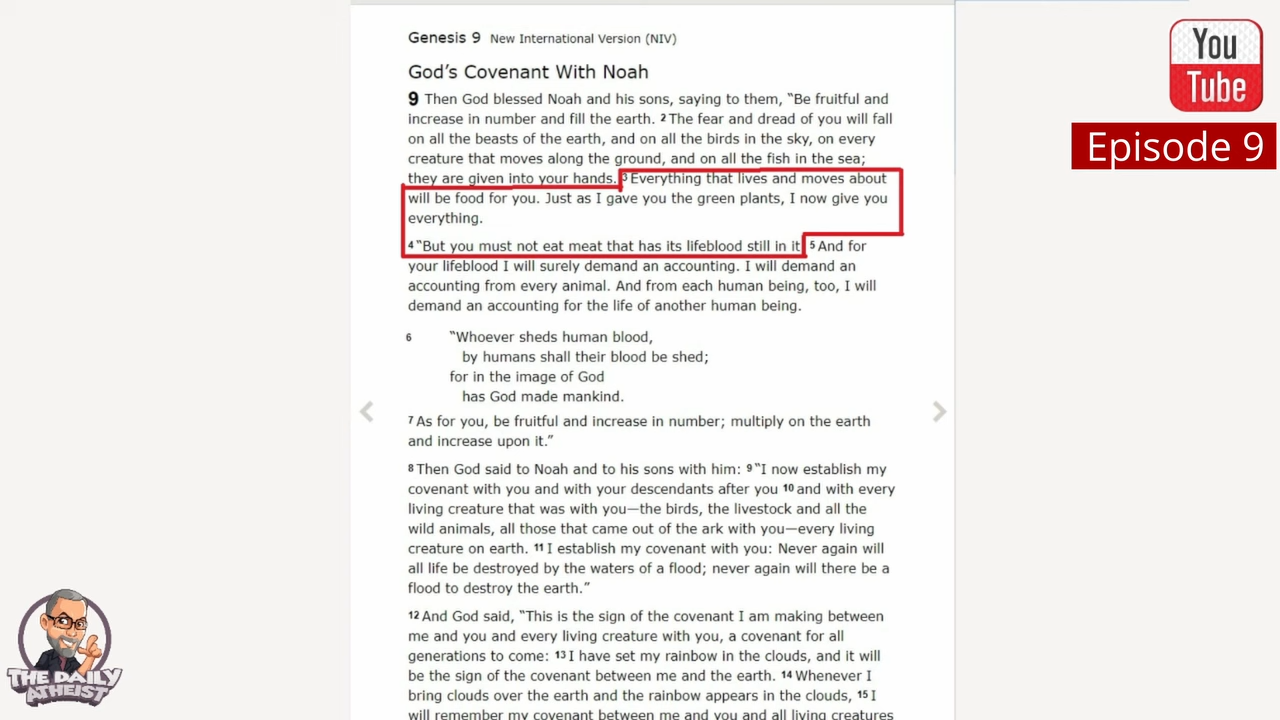 Genesis 9 New International Version (NIV)
God’s Covenant With Noah
9 Then God blessed Noah and his sons, saying to them, “Be fruitful and
increase in number and fill the earth. 2 The fear and dread of you will fall
on all the beasts of the earth, and on all the birds in the sky, on every
creature that moves along the ground, and on all the fish in the sea;
they are given into your hands. 3 Everything that lives and moves about
will be food for you. Just as I gave you the green plants, I now give you
everything.
4 “But you must not eat meat that has its lifeblood still in it. 5 And for
your lifeblood I will surely demand an accounting. I will demand an
accounting from every animal. And from each human being, too, I will
demand an accounting for the life of another human being.
6 “Whoever sheds human blood,
by humans shall their blood be shed;
for in the image of God
has God made mankind.
7 As for you, be fruitful and increase in number; multiply on the earth
and increase upon it.”
8 Then God said to Noah and to his sons with him: 9 “I now establish my
covenant with you and with your descendants after you 10 and with every
living creature that was with you—the birds, the livestock and all the
wild animals, all those that came out of the ark with you—every living
creature on earth. 11 I establish my covenant with you: Never again will
all life be destroyed by the waters of a flood; never again will there be a
flood to destroy the earth.”
12 And God said, “This is the sign of the covenant I am making between
me and you and every living creature with you, a covenant for all
generations to come: 13 I have set my rainbow in the clouds, and it will
be the sign of the covenant between me and the earth. 14 Whenever I
bring clouds over the earth and the rainbow appears in the clouds, 15 I
will remember my covenant between me and you and all living creatures
You
Tube
Episode 9
THE DAILY
ATHEIST